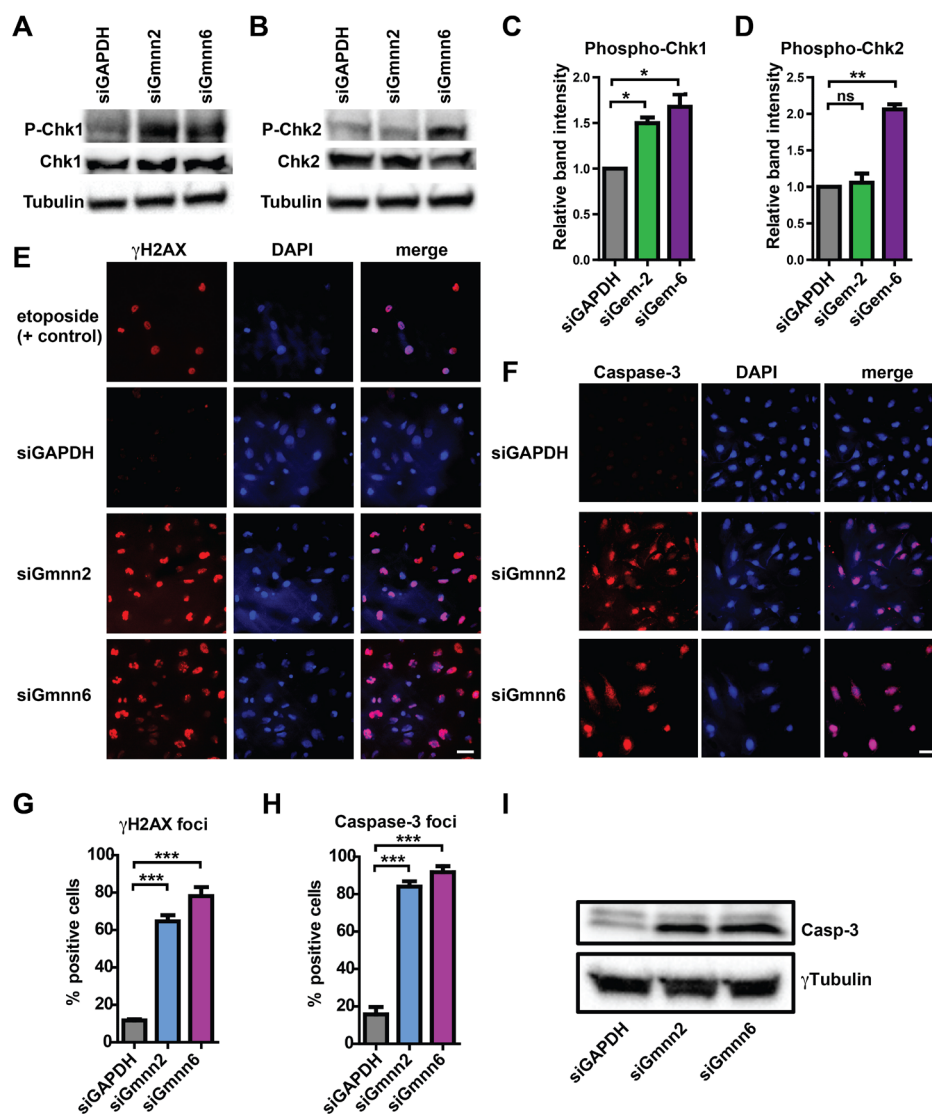 A
siGAPDH
siGmnn2
siGmnn6
P-Chk1
Chk1
Tubulin
B
siGAPDH
siGmnn2
siGmnn6
P-Chk2
Chk2
Tubulin
C
Phospho-Chk1
Relative band intensity
2.0
1.5
1.0
0.5
0.0
*
*
siGAPDH
siGem-2
siGem-6
D
Phospho-Chk2
Relative band intensity
2.5
2.0
1.5
1.0
0.5
0.0
**
ns
siGAPDH
siGem-2
siGem-6
E
γH2AX
DAPI
merge
etoposide
(+ control)
siGAPDH
siGmnn2
siGmnn6
F
Caspase-3
DAPI
merge
siGAPDH
siGmnn2
siGmnn6
G
γH2AX foci
% positive cells
100
80
60
40
20
0
***
***
siGAPDH
siGmnn2
siGmnn6
H
Caspase-3 foci
% positive cells
100
80
60
40
20
0
***
***
siGAPDH
siGmnn2
siGmnn6
I
Casp-3
γTubulin
siGAPDH
siGmnn2
siGmnn6